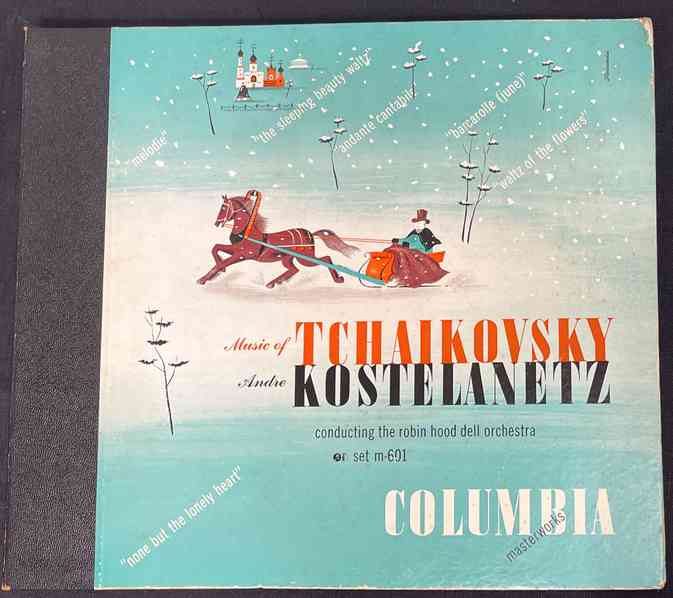 "the sleeping beauty waltz"
"melodie"
"andante cantabile"
"barcarolle (june)"
"waltz of the flowers"
Music of TCHAIKOVSKY
Andre KOSTELANETZ
conducting the robin hood dell orchestra
set m-601
"none but the lonely heart"
COLUMBIA
masterworks